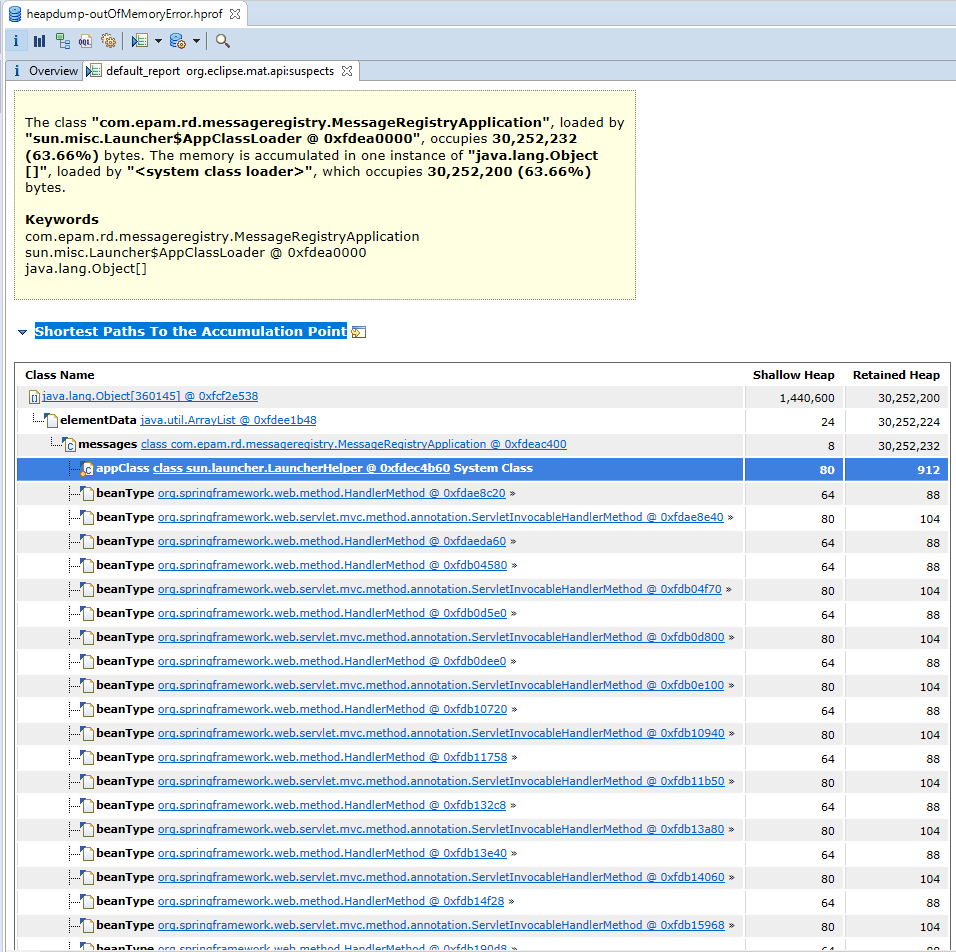 heapdump-outOfMemoryError.hprof
i OQL
i Overview default_report org.eclipse.mat.api:suspects
The class "com.epam.rd.messageregistry.MessageRegistryApplication", loaded by
"sun.misc.Launcher$AppClassLoader @ 0xfdea0000", occupies 30,252,232
(63.66%) bytes. The memory is accumulated in one instance of "java.lang.Object
[]", loaded by "<system class loader>", which occupies 30,252,200 (63.66%)
bytes.
Keywords
com.epam.rd.messageregistry.MessageRegistryApplication
sun.misc.Launcher$AppClassLoader @ 0xfdea0000
java.lang.Object[]
Shortest Paths To the Accumulation Point
Class Name Shallow Heap Retained Heap
java.lang.Object[360145] @ 0xfcf2e538 1,440,600 30,252,200
elementData java.util.ArrayList @ 0xfdee1b48 24 30,252,224
messages class com.epam.rd.messageregistry.MessageRegistryApplication @ 0xfdeac400 8 30,252,232
appClass class sun.launcher.LauncherHelper @ 0xfdec4b60 System Class 80 912
beanType org.springframework.web.method.HandlerMethod @ 0xfdae8c20 » 64 88
beanType org.springframework.web.servlet.mvc.method.annotation.ServletInvocableHandlerMethod @ 0xfdae8e40 » 80 104
beanType org.springframework.web.method.HandlerMethod @ 0xfdaeda60 » 64 88
beanType org.springframework.web.method.HandlerMethod @ 0xfdb04580 » 64 88
beanType org.springframework.web.servlet.mvc.method.annotation.ServletInvocableHandlerMethod @ 0xfdb04f70 » 80 104
beanType org.springframework.web.method.HandlerMethod @ 0xfdb0d5e0 » 64 88
beanType org.springframework.web.servlet.mvc.method.annotation.ServletInvocableHandlerMethod @ 0xfdb0d800 » 80 104
beanType org.springframework.web.method.HandlerMethod @ 0xfdb0dee0 » 64 88
beanType org.springframework.web.servlet.mvc.method.annotation.ServletInvocableHandlerMethod @ 0xfdb0e100 » 80 104
beanType org.springframework.web.method.HandlerMethod @ 0xfdb10720 » 64 88
beanType org.springframework.web.servlet.mvc.method.annotation.ServletInvocableHandlerMethod @ 0xfdb10940 » 80 104
beanType org.springframework.web.method.HandlerMethod @ 0xfdb11758 » 64 88
beanType org.springframework.web.servlet.mvc.method.annotation.ServletInvocableHandlerMethod @ 0xfdb11b50 » 80 104
beanType org.springframework.web.method.HandlerMethod @ 0xfdb132c8 » 64 88
beanType org.springframework.web.servlet.mvc.method.annotation.ServletInvocableHandlerMethod @ 0xfdb13a80 » 80 104
beanType org.springframework.web.method.HandlerMethod @ 0xfdb13e40 » 64 88
beanType org.springframework.web.servlet.mvc.method.annotation.ServletInvocableHandlerMethod @ 0xfdb14060 » 80 104
beanType org.springframework.web.method.HandlerMethod @ 0xfdb14f28 » 64 88
beanType org.springframework.web.servlet.mvc.method.annotation.ServletInvocableHandlerMethod @ 0xfdb15968 » 80 104
beanType org.springframework.web.method.HandlerMethod @ 0xfdb190d8 » 64 88